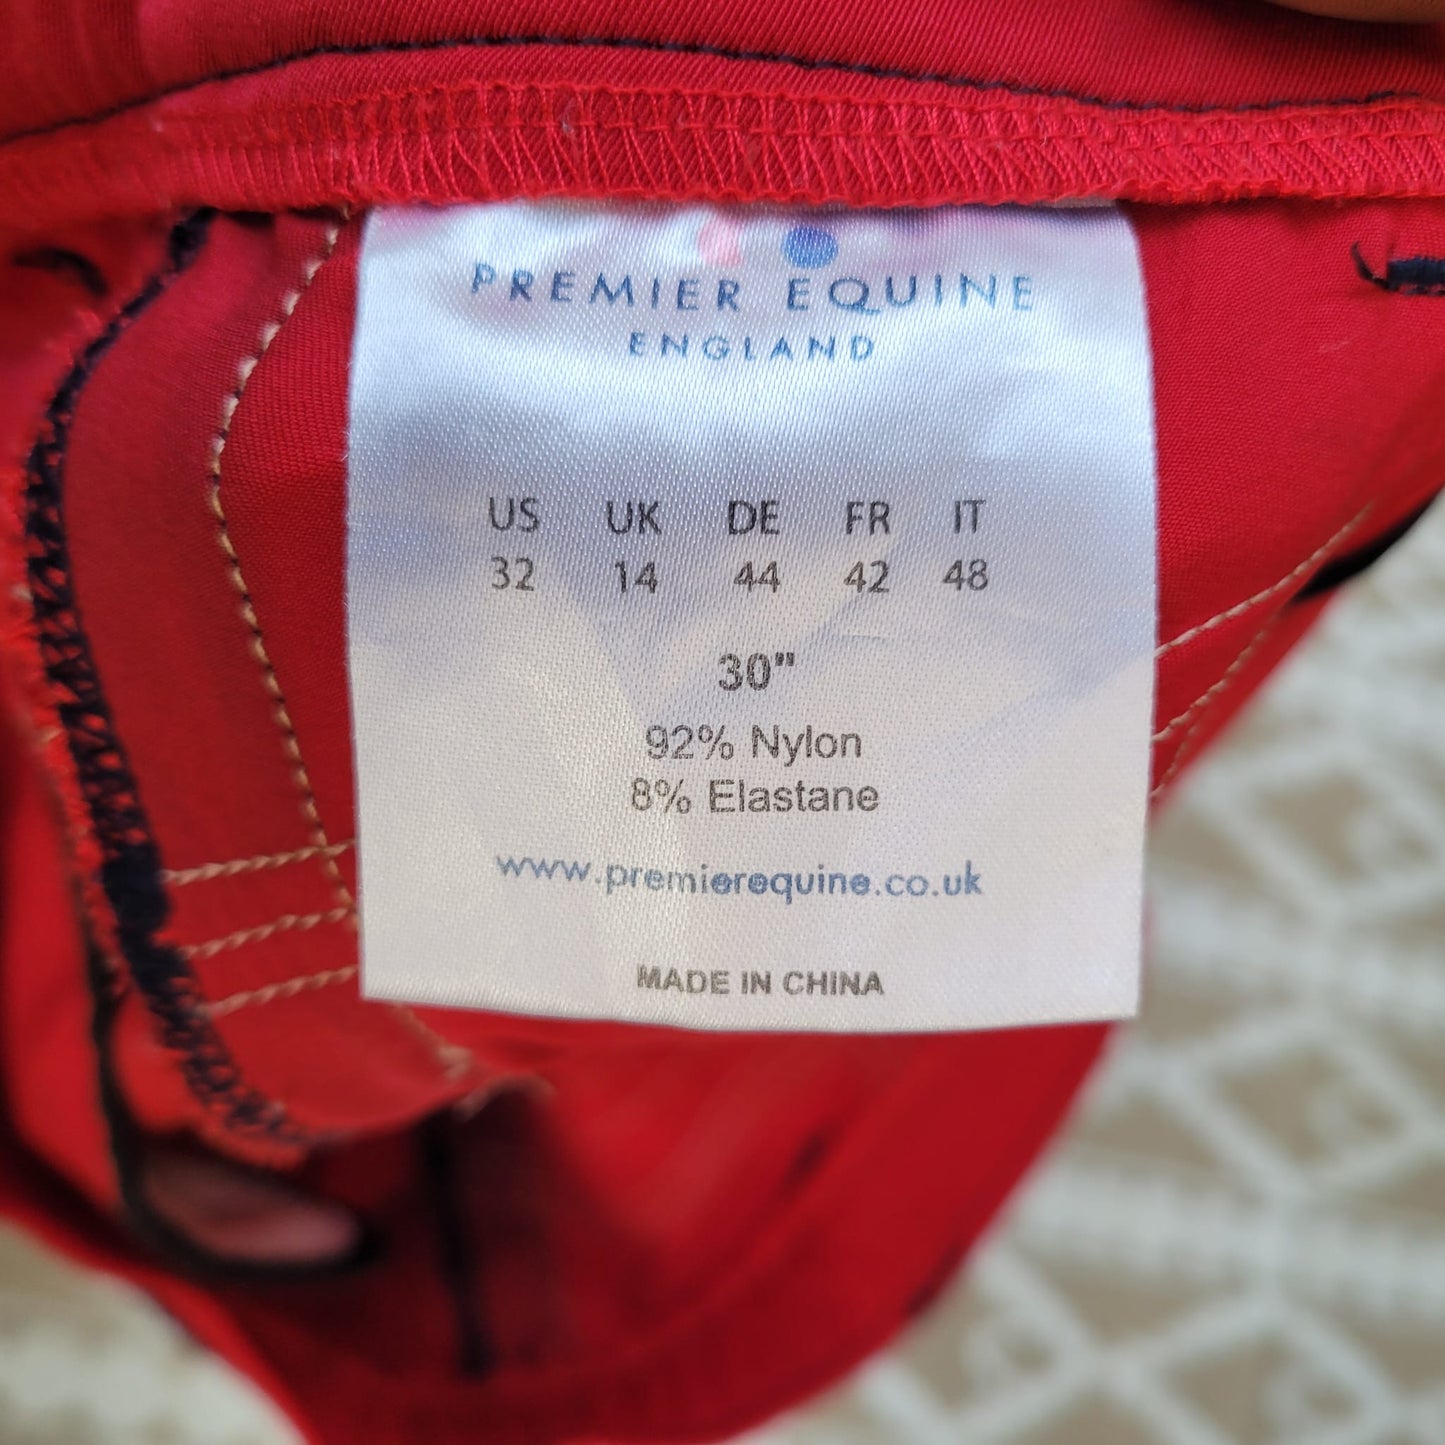 PREMIER EQUINE
ENGLAND
US UK DE FR IT
32 14 44 42 48
30"
92% Nylon
8% Elastane
www.premierequine.co.uk
MADE IN CHINA